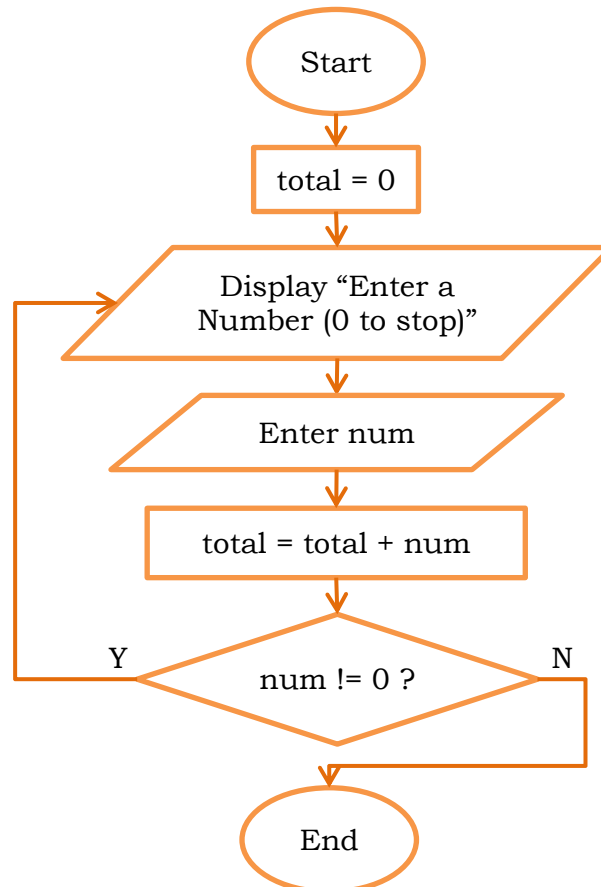 Start
total = 0
Display “Enter a
Number (0 to stop)”
Enter num
total = total + num
Y
num != 0 ?
N
End